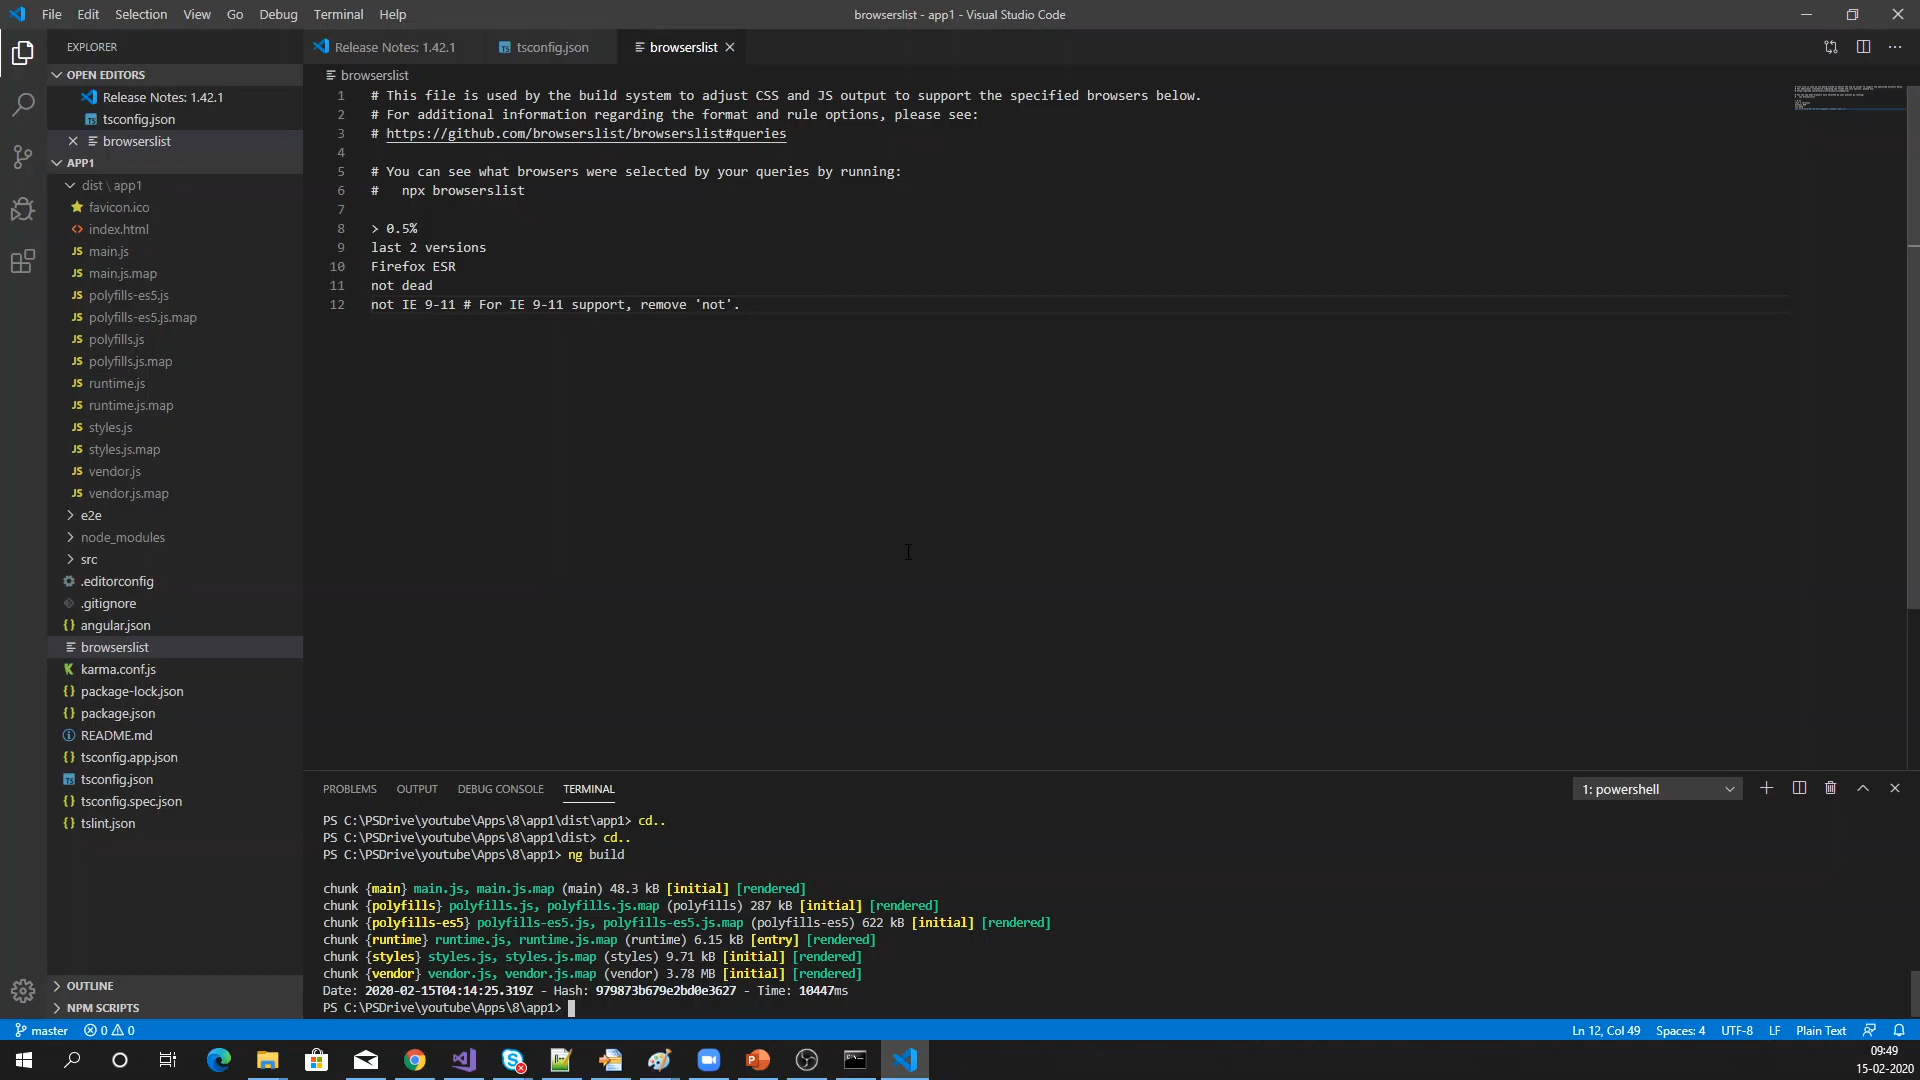 File Edit Selection View Go Debug Terminal Help
browserslist - app1 - Visual Studio Code
EXPLORER
OPEN EDITORS
Release Notes: 1.42.1
tsconfig.json
browserslist
APP1
dist \ app1
favicon.ico
index.html
main.js
main.js.map
polyfills-es5.js
polyfills-es5.js.map
polyfills.js
polyfills.js.map
runtime.js
runtime.js.map
styles.js
styles.js.map
vendor.js
vendor.js.map
e2e
node_modules
src
.editorconfig
.gitignore
angular.json
browserslist
karma.conf.js
package-lock.json
package.json
README.md
tsconfig.app.json
tsconfig.json
tsconfig.spec.json
tslint.json
OUTLINE
NPM SCRIPTS
Release Notes: 1.42.1 tsconfig.json browserslist
browserslist
1 # This file is used by the build system to adjust CSS and JS output to support the specified browsers below.
2 # For additional information regarding the format and rule options, please see:
3 # https://github.com/browserslist/browserslist#queries
4
5 # You can see what browsers were selected by your queries by running:
6 #   npx browserslist
7
8 > 0.5%
9 last 2 versions
10 Firefox ESR
11 not dead
12 not IE 9-11 # For IE 9-11 support, remove 'not'.
PROBLEMS OUTPUT DEBUG CONSOLE TERMINAL
1: powershell
PS C:\PSDrive\youtube\Apps\8\app1\dist\app1> cd..
PS C:\PSDrive\youtube\Apps\8\app1\dist> cd..
PS C:\PSDrive\youtube\Apps\8\app1> ng build
chunk {main} main.js, main.js.map (main) 48.3 kB [initial] [rendered]
chunk {polyfills} polyfills.js, polyfills.js.map (polyfills) 287 kB [initial] [rendered]
chunk {polyfills-es5} polyfills-es5.js, polyfills-es5.js.map (polyfills-es5) 622 kB [initial] [rendered]
chunk {runtime} runtime.js, runtime.js.map (runtime) 6.15 kB [entry] [rendered]
chunk {styles} styles.js, styles.js.map (styles) 9.71 kB [initial] [rendered]
chunk {vendor} vendor.js, vendor.js.map (vendor) 3.78 MB [initial] [rendered]
Date: 2020-02-15T04:14:25.319Z - Hash: 979873b679e2bd0e3627 - Time: 10447ms
PS C:\PSDrive\youtube\Apps\8\app1>
master 0 0
Ln 12, Col 49 Spaces: 4 UTF-8 LF Plain Text
09:49
15-02-2020